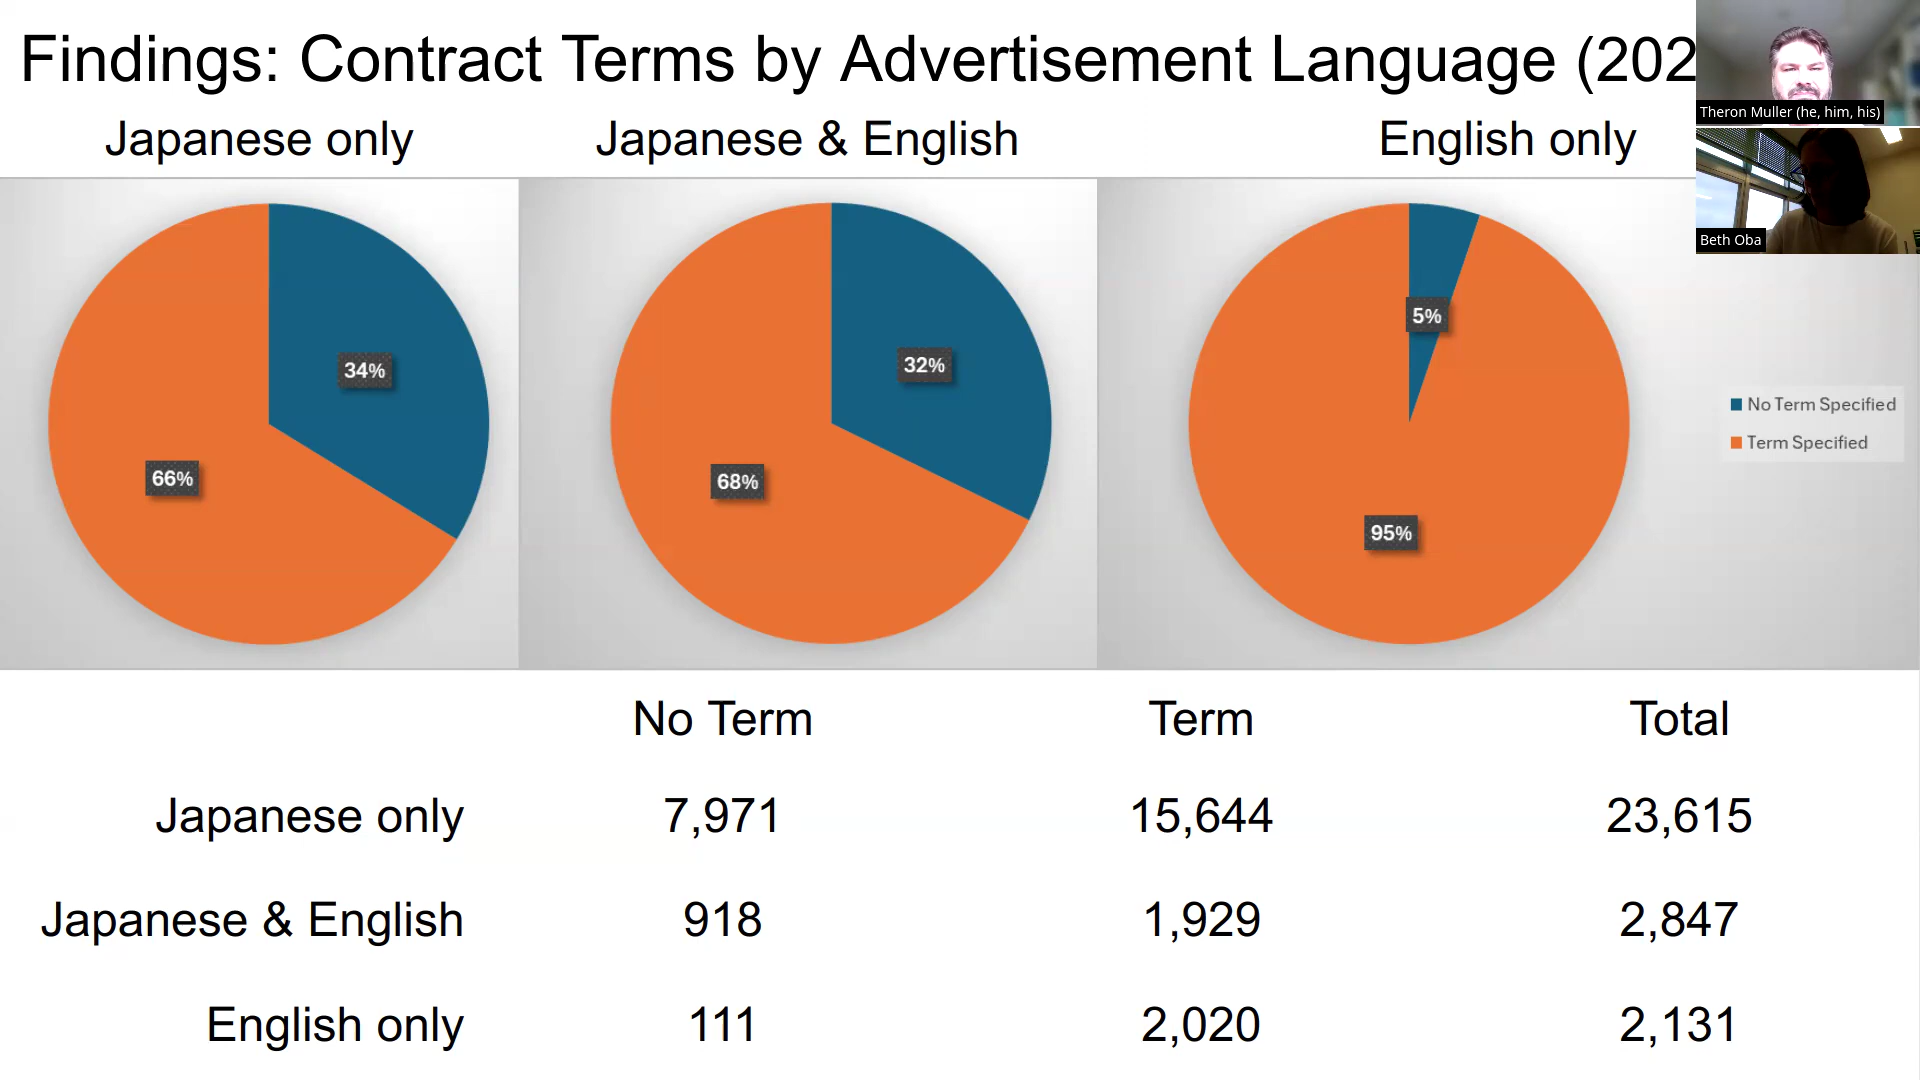 Findings: Contract Terms by Advertisement Language (202
Theron Muller (he, him, his)
Japanese only
Japanese & English
English only
Beth Oba
34%
66%
32%
68%
5%
95%
No Term Specified
Term Specified
No Term Term Total
Japanese only 7,971 15,644 23,615
Japanese & English 918 1,929 2,847
English only 111 2,020 2,131